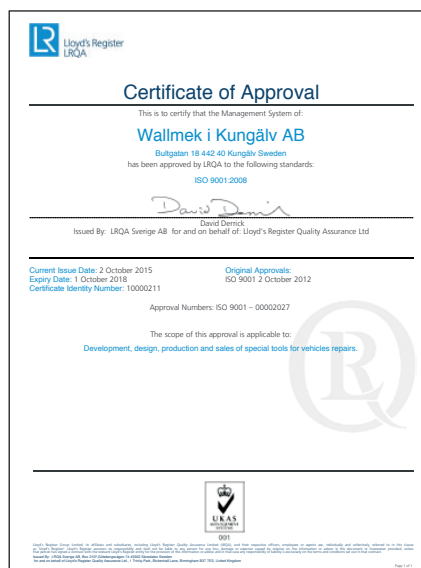 LR
Lloyd's Register
LRQA
Certificate of Approval
This is to certify that the Management System of:
Wallmek i Kungälv AB
Bultgatan 18 442 40 Kungälv Sweden
has been approved by LRQA to the following standards:
ISO 9001:2008
David Derrick
Issued By: LRQA Sverige AB for and on behalf of: Lloyd's Register Quality Assurance Ltd
Current Issue Date: 2 October 2015
Expiry Date: 1 October 2018
Certificate Identity Number: 10000211
Original Approvals:
ISO 9001 2 October 2012
Approval Numbers: ISO 9001 – 00002027
The scope of this approval is applicable to:
Development, design, production and sales of special tools for vehicles repairs.
LRQ
UKAS
MANAGEMENT
SYSTEMS
001
Page 1 of 1